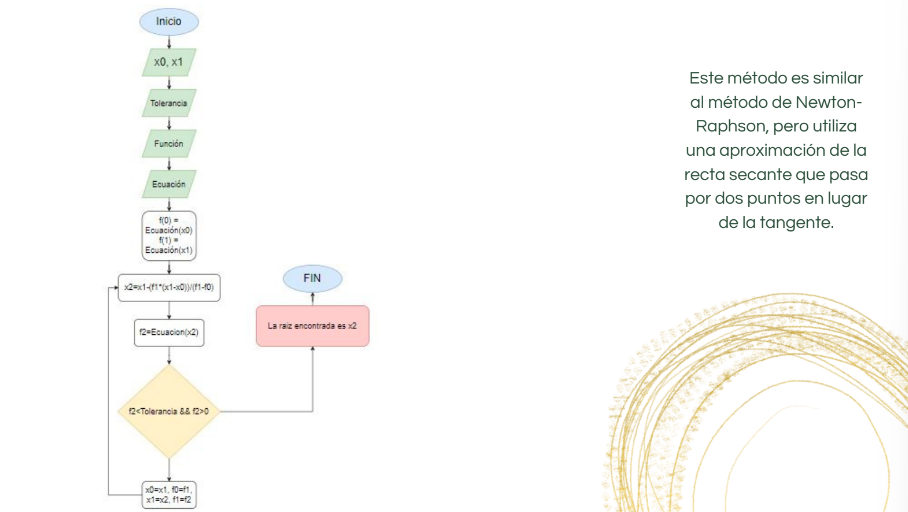 Inicio
x0, x1
Tolerancia
Función
Ecuación
f(0) =
Ecuación(x0)
f(1) =
Ecuación(x1)
x2=x1-(f1*(x1-x0))/(f1-f0)
f2=Ecuacion(x2)
f2<Tolerancia && f2>0
x0=x1, f0=f1,
x1=x2, f1=f2
FIN
La raiz encontrada es x2
Este método es similar
al método de Newton-
Raphson, pero utiliza
una aproximación de la
recta secante que pasa
por dos puntos en lugar
de la tangente.